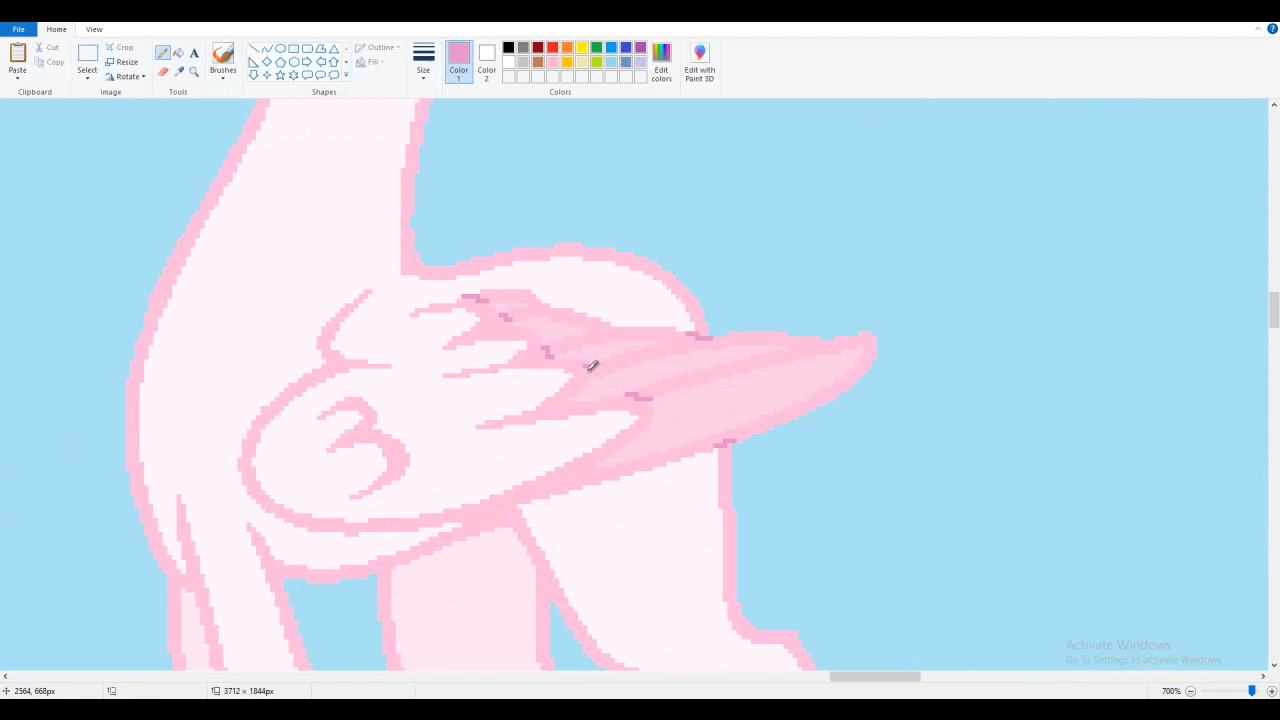 File Home View
Paste Cut Copy
Select Crop Resize Rotate
Brushes
Outline Fill
Size
Color 1
Color 2
Edit colors
Edit with Paint 3D
Clipboard Image Tools Shapes Colors
Activate Windows
Go to Settings to activate Windows.
2564, 668px 3712 × 1844px 700%